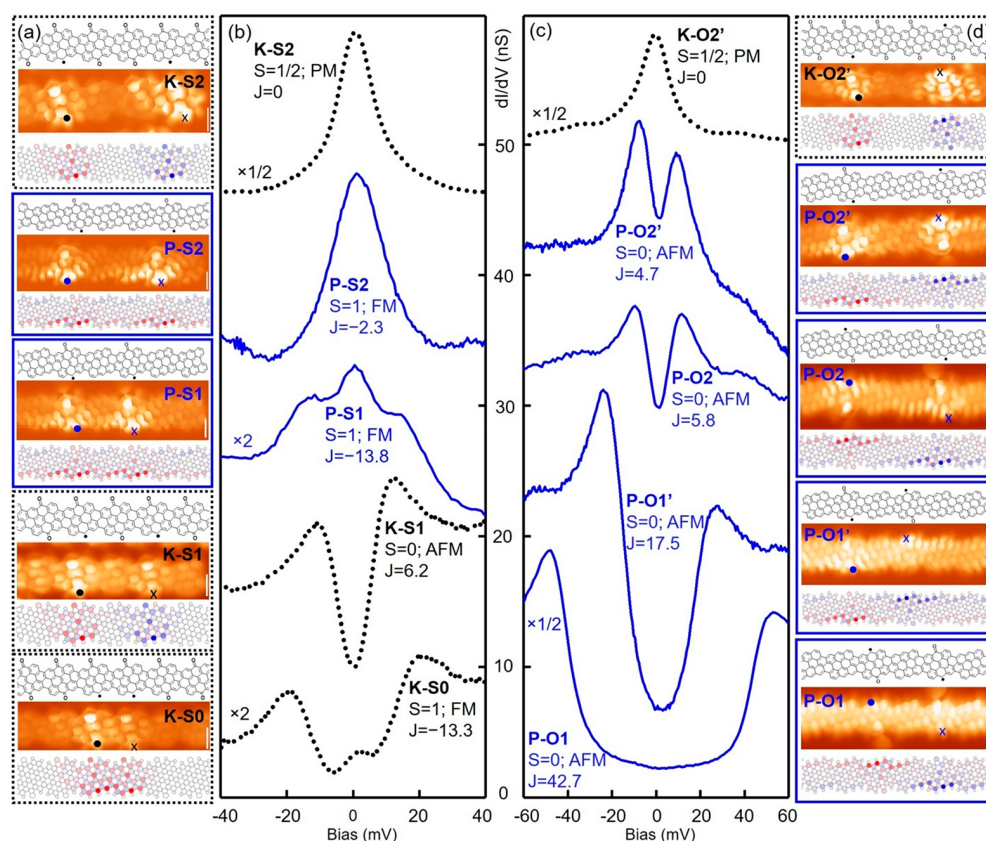 (a)
K-S2
x
P-S2
x
P-S1
x
K-S1
x
K-S0
x
(b)
K-S2
S=1/2; PM
J=0
×1/2
P-S2
S=1; FM
J=−2.3
×2
P-S1
S=1; FM
J=−13.8
K-S1
S=0; AFM
J=6.2
×2
K-S0
S=1; FM
J=−13.3
-40
-20
0
20
40
Bias (mV)
(c)
dI/dV (nS)
50
40
30
20
10
0
K-O2’
S=1/2; PM
J=0
×1/2
P-O2’
S=0; AFM
J=4.7
P-O2
S=0; AFM
J=5.8
P-O1’
S=0; AFM
J=17.5
×1/2
P-O1
S=0; AFM
J=42.7
-60
-40
-20
0
20
40
60
Bias (mV)
(d)
K-O2’
x
P-O2’
x
P-O2
x
P-O1’
x
P-O1
x